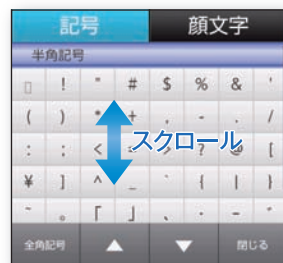 記号 顔文字
半角記号
! " # $ % & '
( ) * + , - . /
: ; < > ? @ [
スクロール
¥ ] ^ _ ` { | }
~ 。 「 」 、 ・ - "
全角記号 ▲ ▼ 閉じる